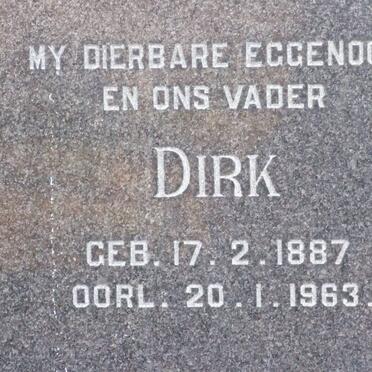 MY DIERBARE EGGENOO
EN ONS VADER
DIRK
GEB. 17. 2. 1887
OORL. 20. 1. 1963.